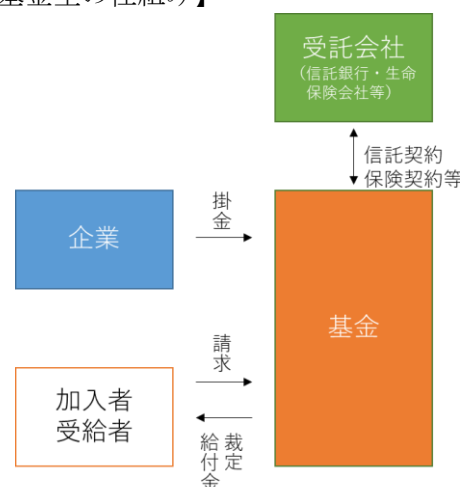 基金型の仕組み】
受託会社
(信託銀行・生命
保険会社等)
信託契約
保険契約等
掛金
企業
基金
請求
加入者
受給者
裁定
給付金